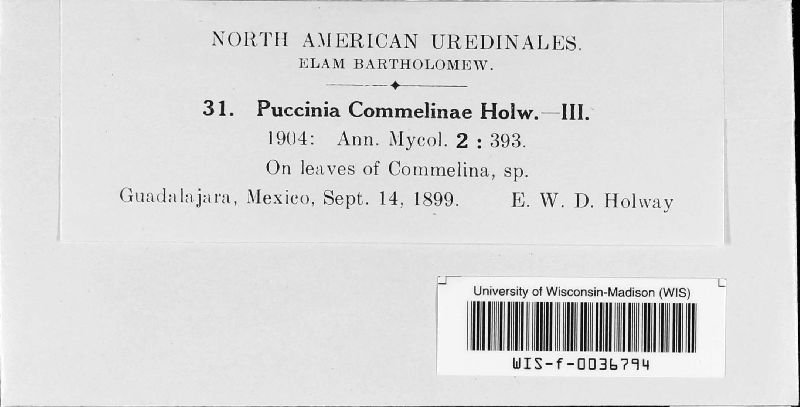 NORTH AMERICAN UREDINALES.
ELAM BARTHOLOMEW.
31. Puccinia Commelinae Holw.—III.
1904: Ann. Mycol. 2 : 393.
On leaves of Commelina, sp.
Guadalajara, Mexico, Sept. 14, 1899. E. W. D. Holway
University of Wisconsin-Madison (WIS)
WIS-f-0036794